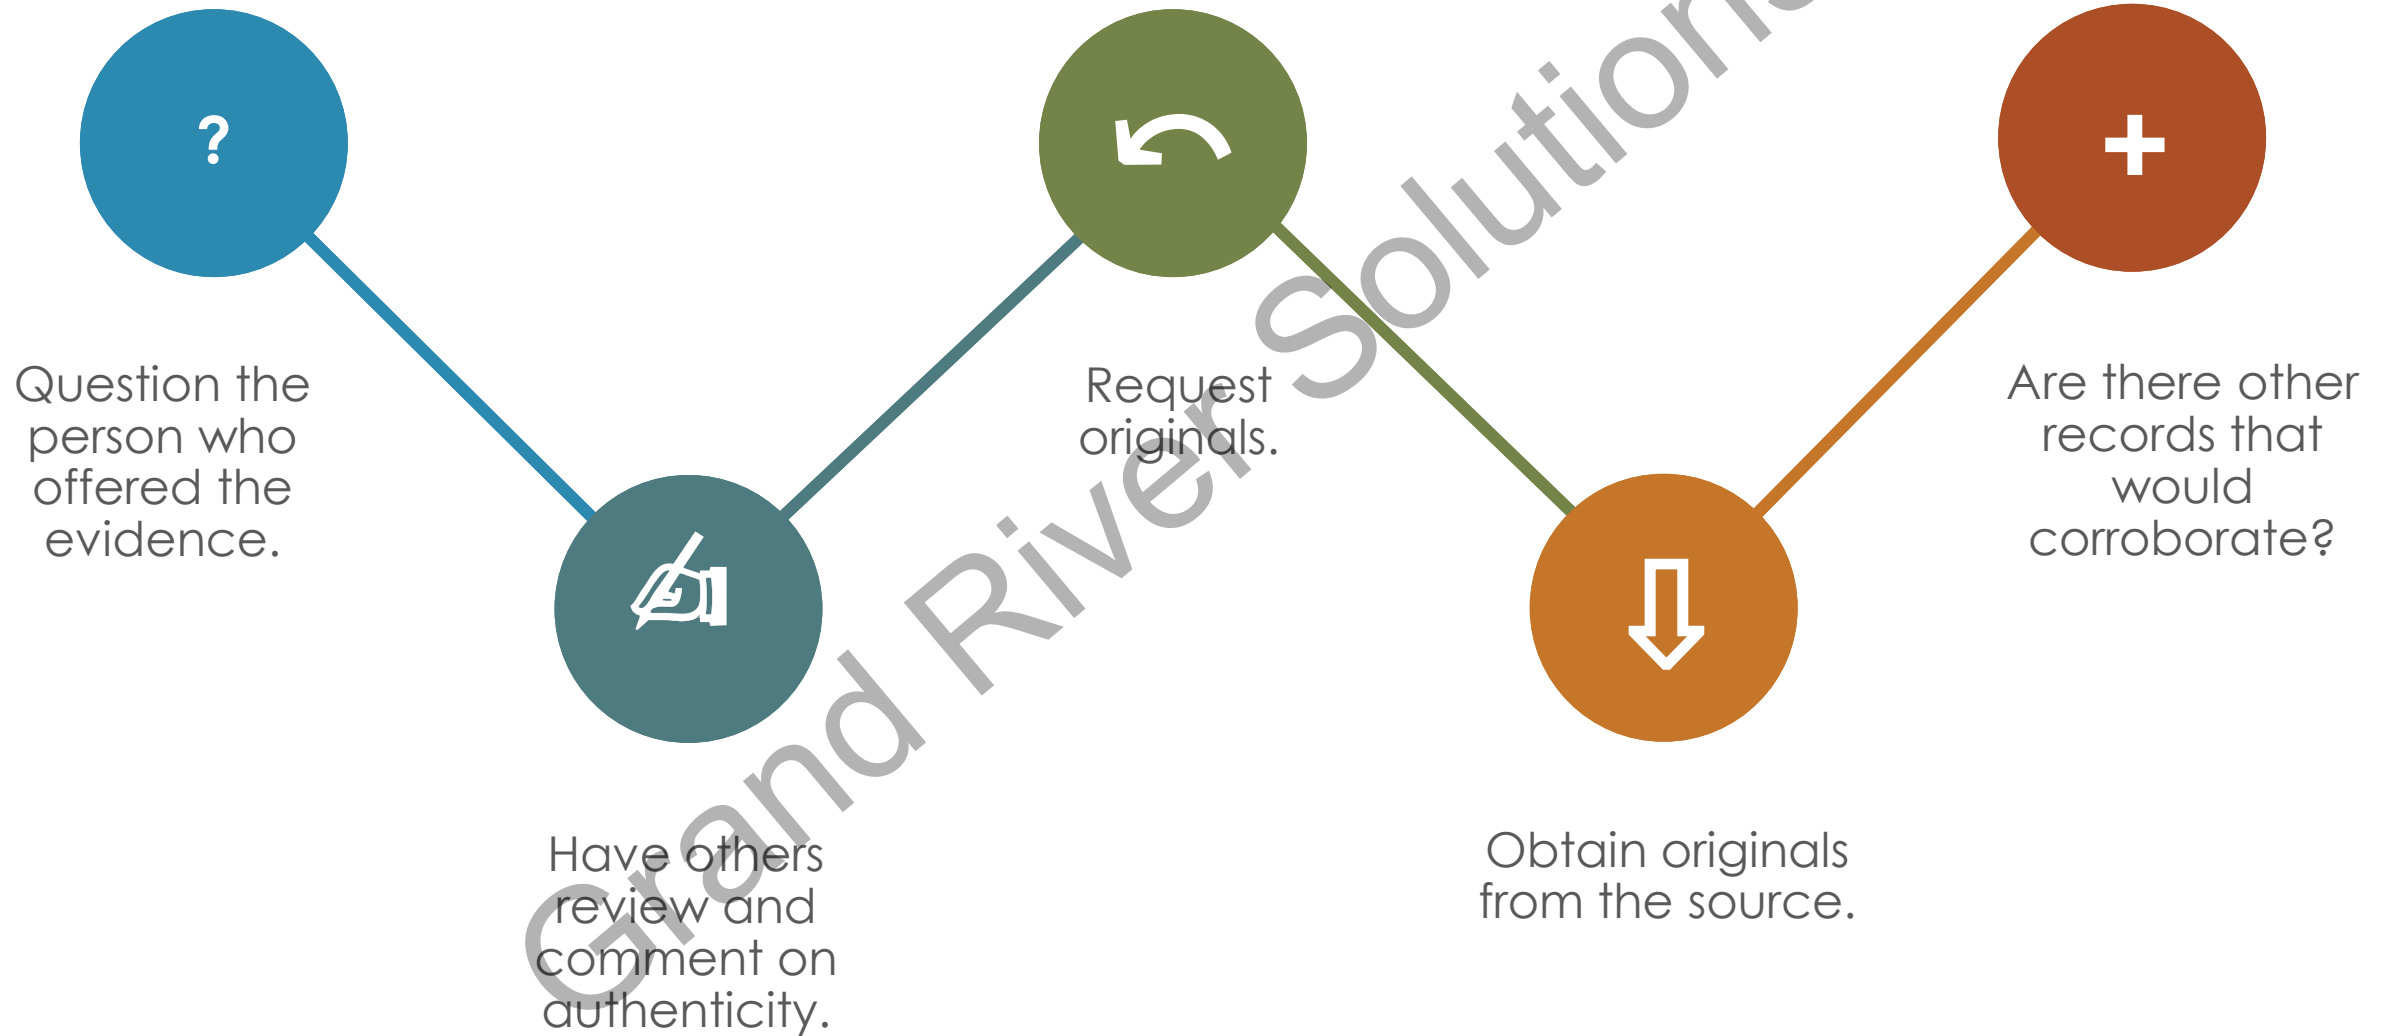 ?
Question the
person who
offered the
evidence.
Have others
review and
comment on
authenticity.
Request
originals.
Obtain originals
from the source.
+
Are there other
records that
would
corroborate?
Grand River Solutions